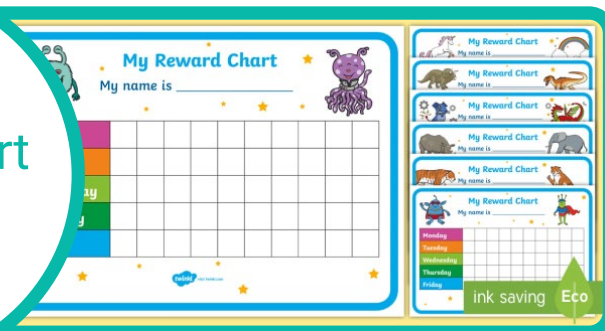 rt
My Reward Chart
My name is
ay
y
twinkl
My Reward Chart
My name is
My Reward Chart
My name is
My Reward Chart
My name is
My Reward Chart
My name is
My Reward Chart
My name is
My Reward Chart
My name is
Monday
Tuesday
Wednesday
Thursday
Friday
ink saving
Eco